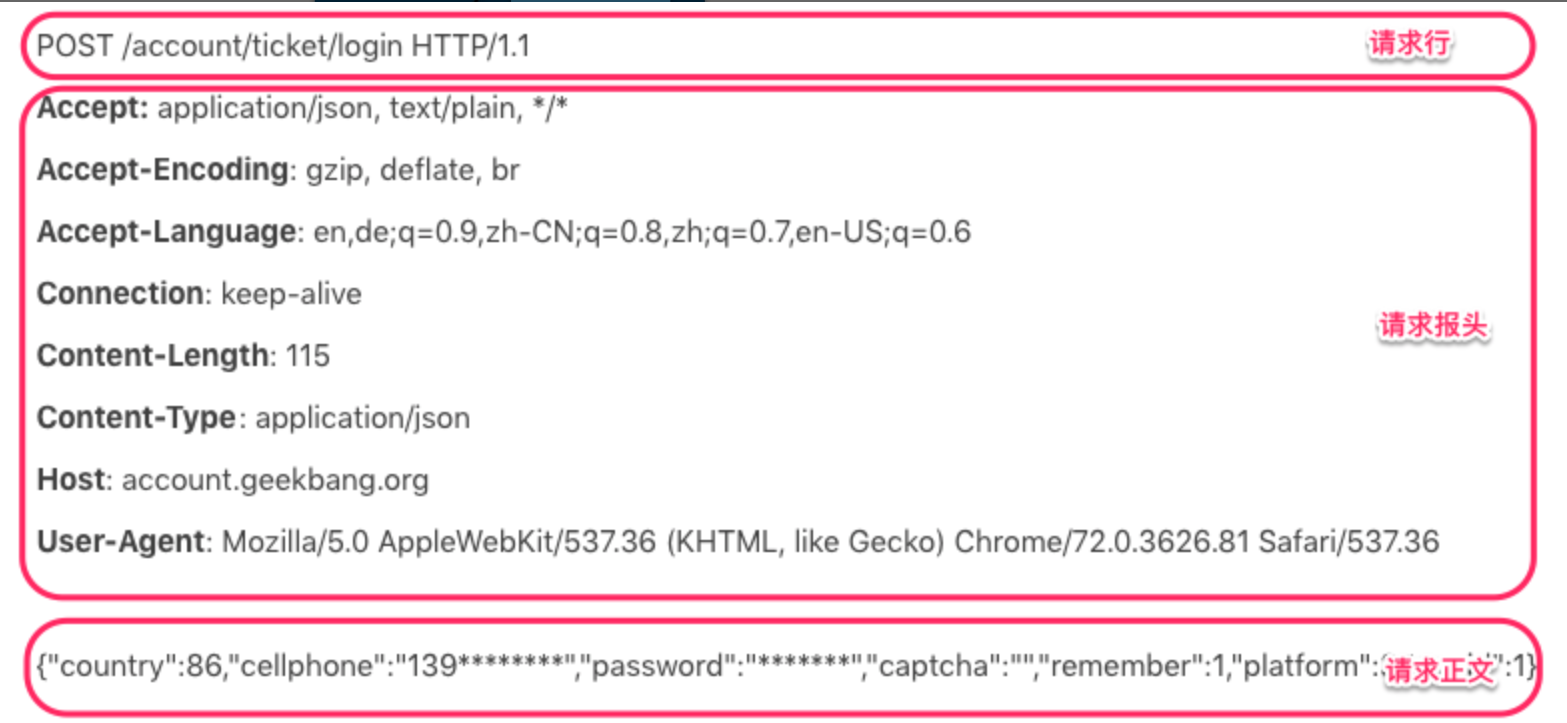 POST /account/ticket/login HTTP/1.1 请求行
Accept: application/json, text/plain, */*
Accept-Encoding: gzip, deflate, br
Accept-Language: en,de;q=0.9,zh-CN;q=0.8,zh;q=0.7,en-US;q=0.6
Connection: keep-alive
请求报头
Content-Length: 115
Content-Type: application/json
Host: account.geekbang.org
User-Agent: Mozilla/5.0 AppleWebKit/537.36 (KHTML, like Gecko) Chrome/72.0.3626.81 Safari/537.36
{"country":86,"cellphone":"139********","password":"*******","captcha":"","remember":1,"platform": 请求正文 ":1}